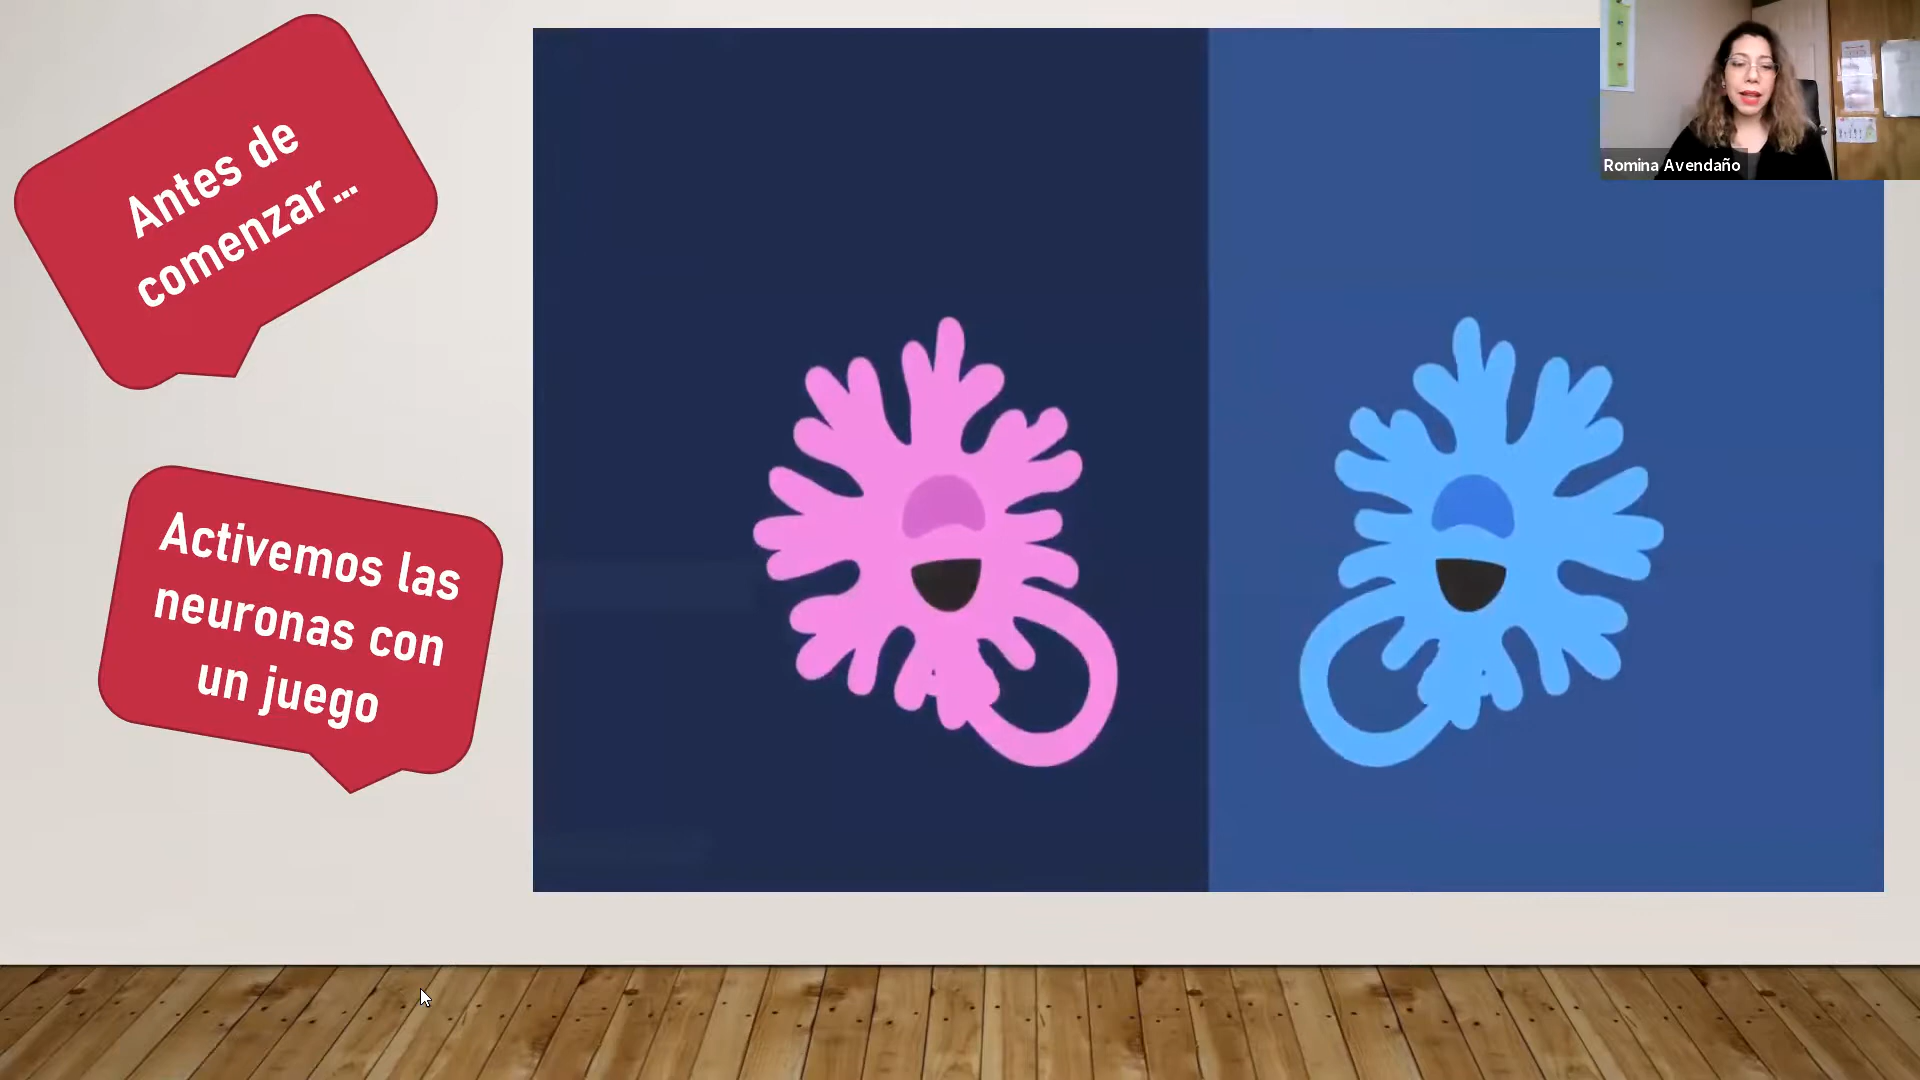 Antes de
comenzar...
Activemos las
neuronas con
un juego
Romina Avendaño